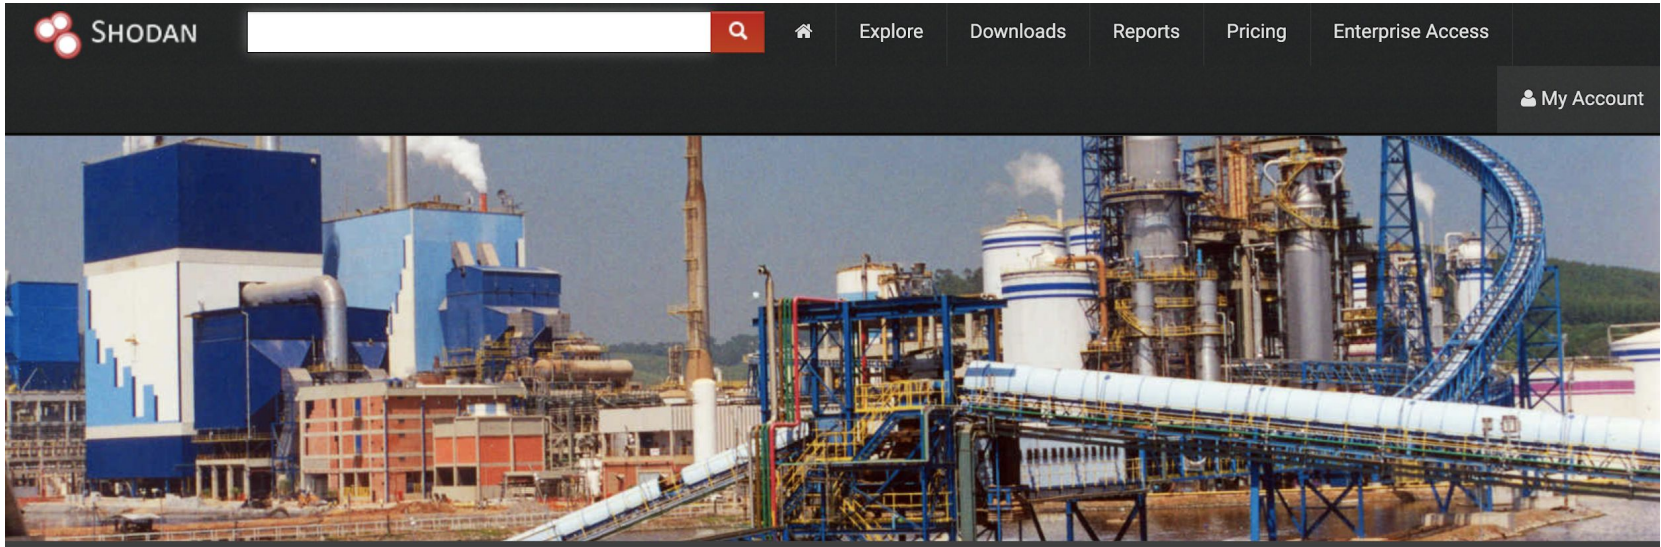 SHODAN
Explore
Downloads
Reports
Pricing
Enterprise Access
My Account